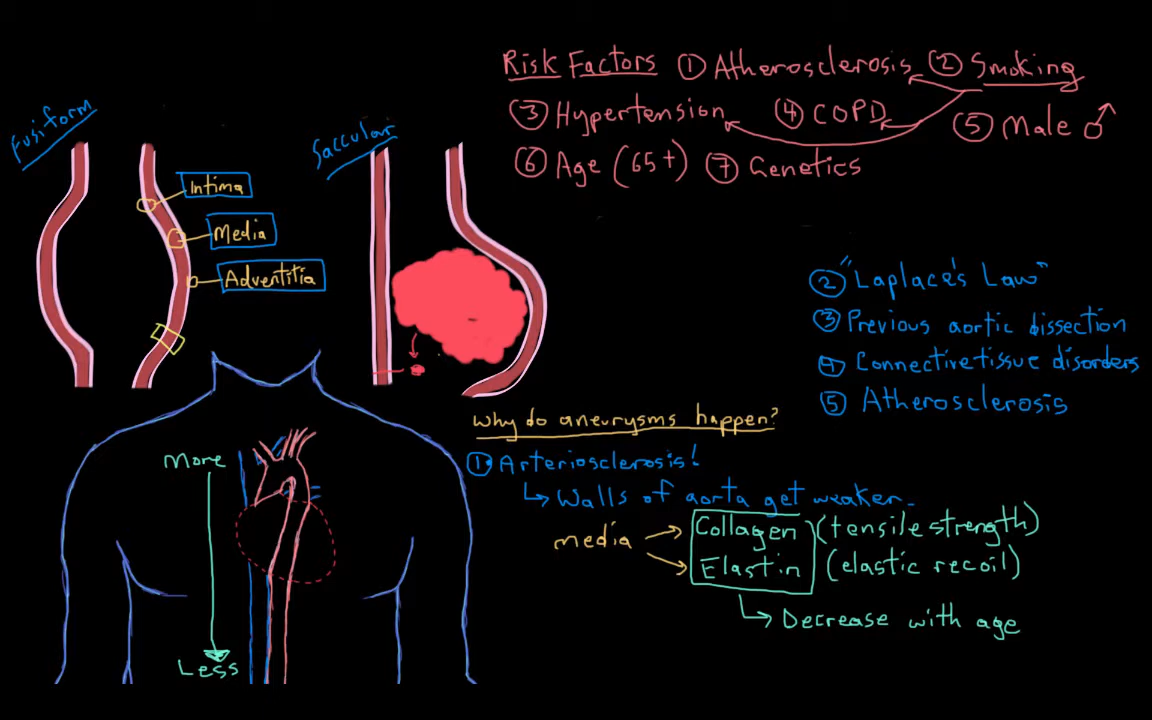 Risk Factors ① Atherosclerosis ② Smoking
③ Hypertension ④ COPD ⑤ Male ♂
⑥ Age (65+) ⑦ Genetics
Fusiform
Saccular
Intima
Media
Adventitia
② "Laplace's Law"
③ Previous aortic dissection
④ Connective tissue disorders
⑤ Atherosclerosis
Why do aneurysms happen?
① Arteriosclerosis!
↳ Walls of aorta get weaker.
media → Collagen (tensile strength)
→ Elastin (elastic recoil)
↳ Decrease with age
More
Less